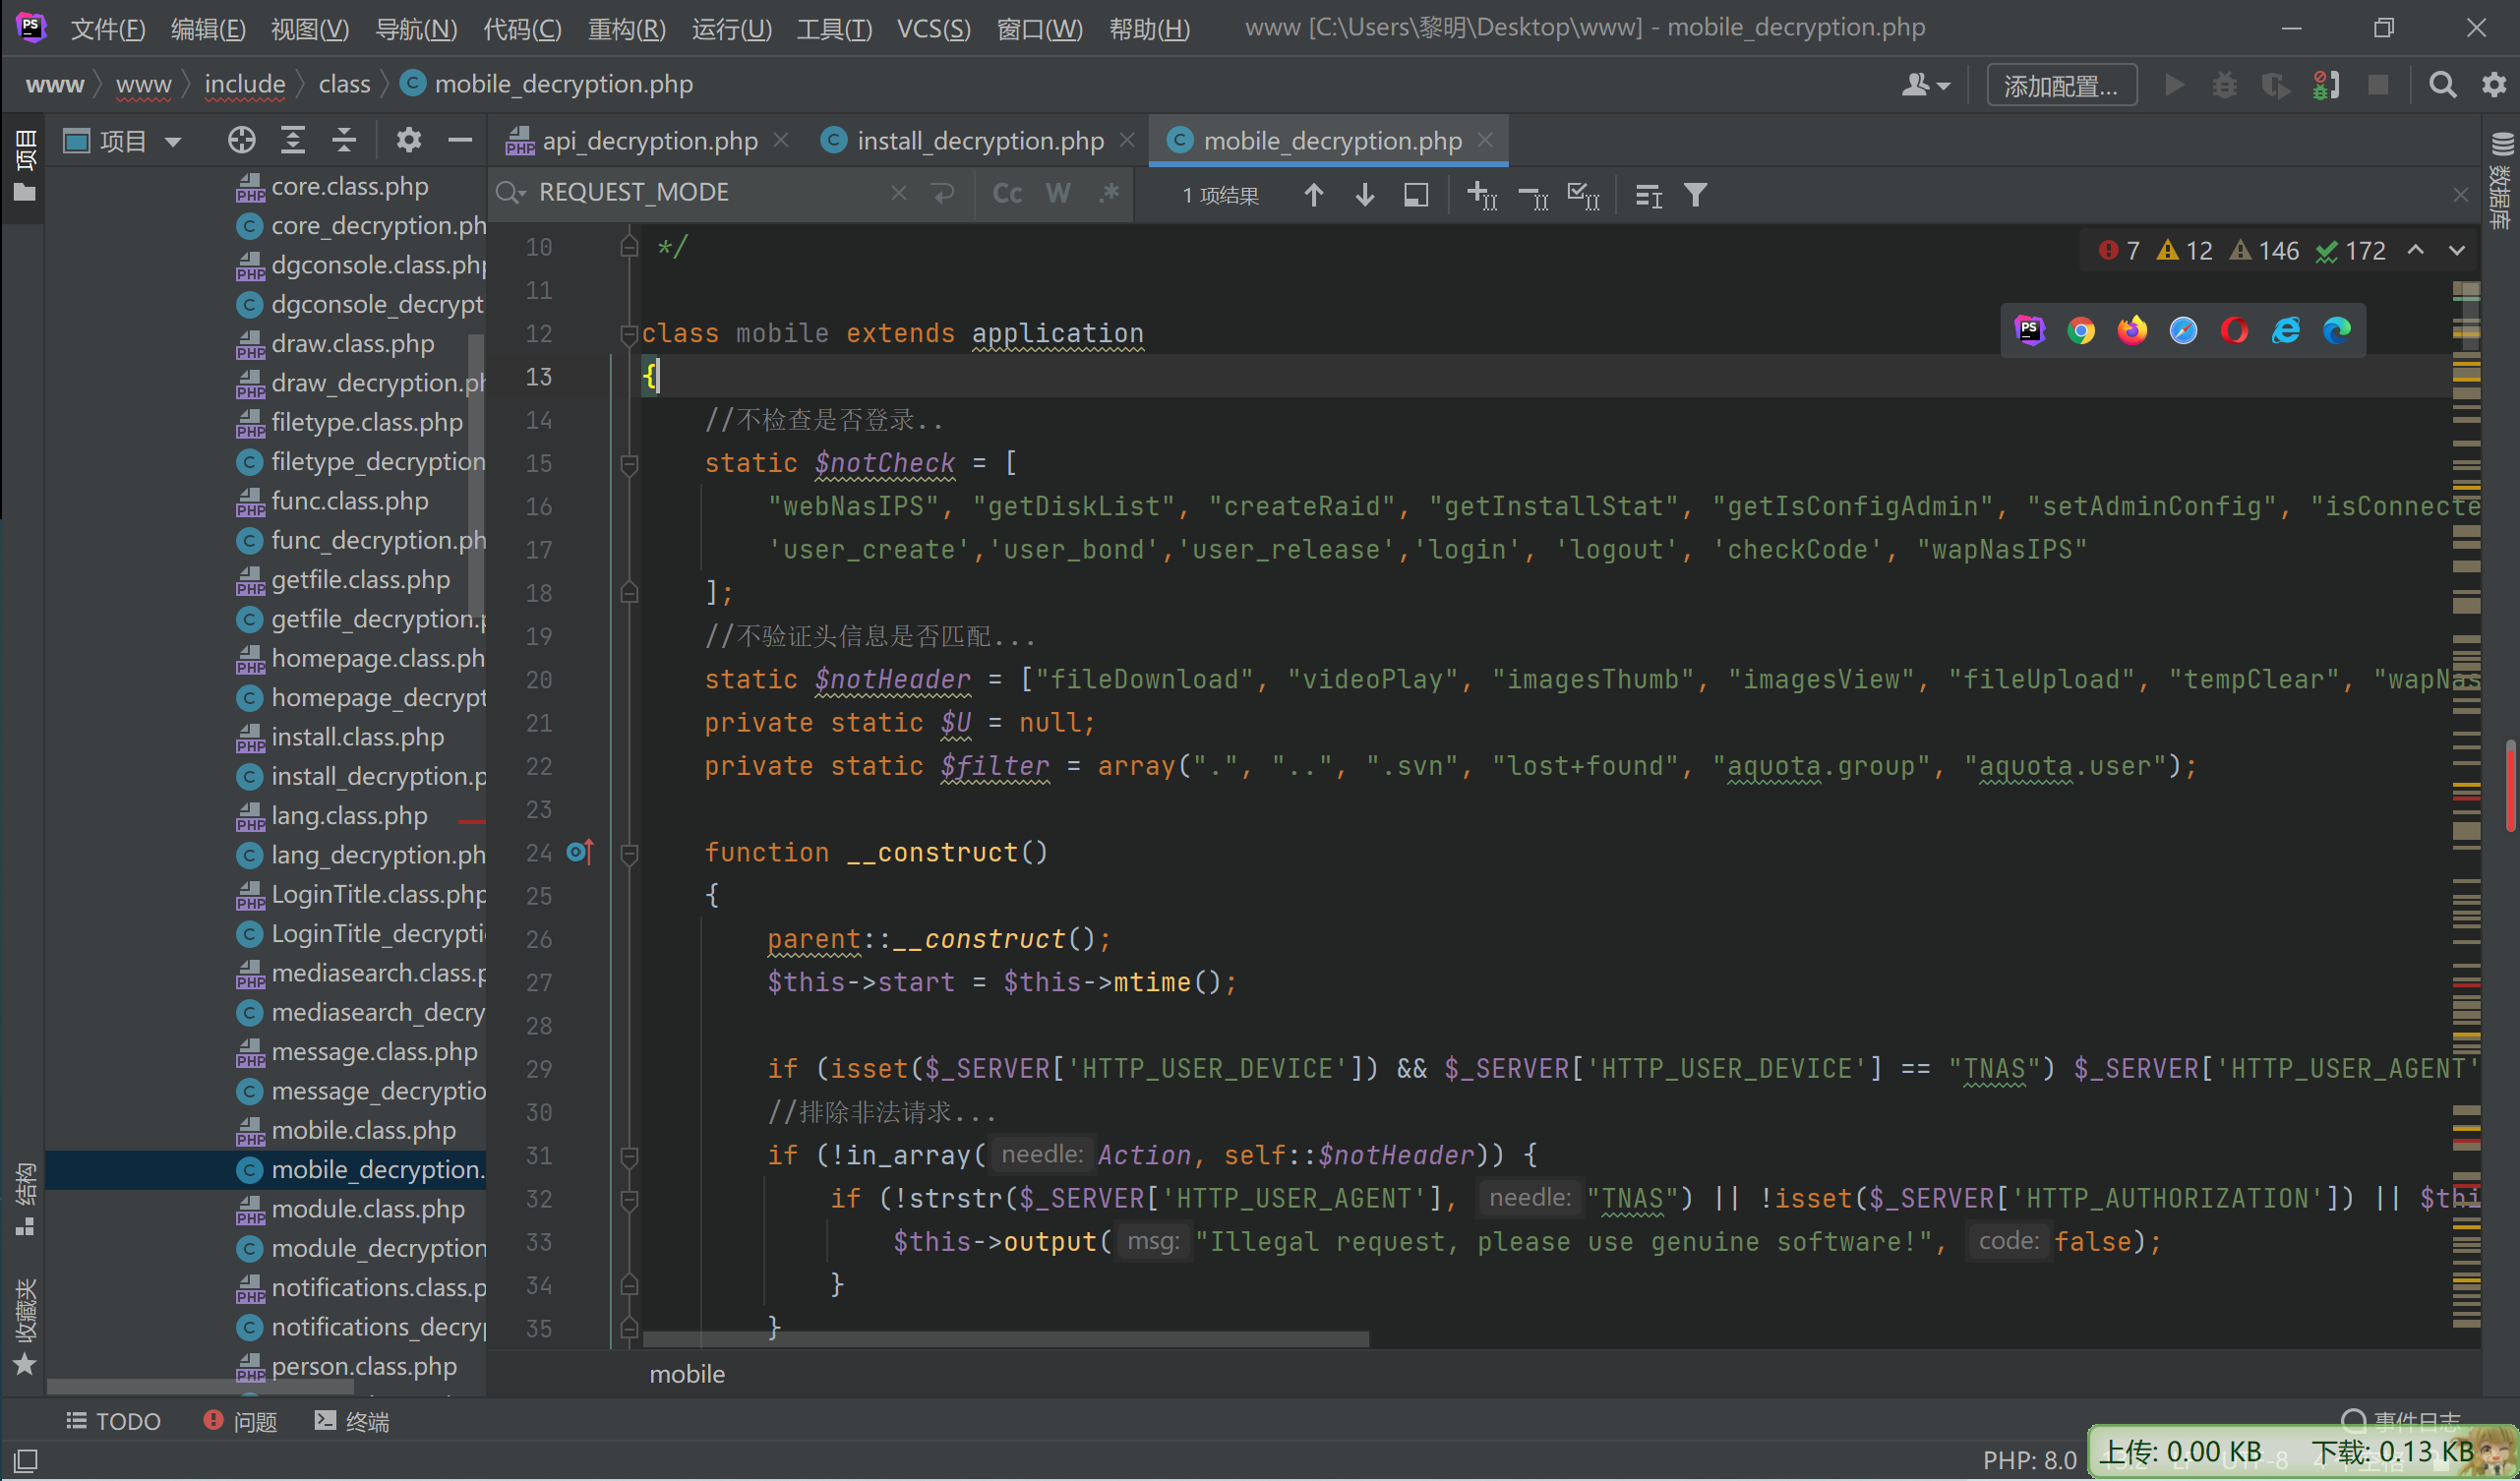 文件(F) 编辑(E) 视图(V) 导航(N) 代码(C) 重构(R) 运行(U) 工具(T) VCS(S) 窗口(W) 帮助(H) www [C:\Users\黎明\Desktop\www] - mobile_decryption.php
www www include class mobile_decryption.php 添加配置...
项目 api_decryption.php install_decryption.php mobile_decryption.php
REQUEST_MODE Cc W .* 1 项结果
项目
数据库
结构
收藏夹
core.class.php
core_decryption.ph
dgconsole.class.php
dgconsole_decrypt
draw.class.php
draw_decryption.ph
filetype.class.php
filetype_decryption
func.class.php
func_decryption.ph
getfile.class.php
getfile_decryption.p
homepage.class.ph
homepage_decrypt
install.class.php
install_decryption.p
lang.class.php
lang_decryption.ph
LoginTitle.class.php
LoginTitle_decrypti
mediasearch.class.p
mediasearch_decry
message.class.php
message_decryptio
mobile.class.php
mobile_decryption.
module.class.php
module_decryption
notifications.class.p
notifications_decryp
person.class.php
7 12 146 172
10 */
11
12 class mobile extends application
13 {
14 //不检查是否登录..
15 static $notCheck = [
16 "webNasIPS", "getDiskList", "createRaid", "getInstallStat", "getIsConfigAdmin", "setAdminConfig", "isConnecte
17 'user_create','user_bond','user_release','login', 'logout', 'checkCode', "wapNasIPS"
18 ];
19 //不验证头信息是否匹配...
20 static $notHeader = ["fileDownload", "videoPlay", "imagesThumb", "imagesView", "fileUpload", "tempClear", "wapNas
21 private static $U = null;
22 private static $filter = array(".", "..", ".svn", "lost+found", "aquota.group", "aquota.user");
23
24 function __construct()
25 {
26 parent::__construct();
27 $this->start = $this->mtime();
28
29 if (isset($_SERVER['HTTP_USER_DEVICE']) && $_SERVER['HTTP_USER_DEVICE'] == "TNAS") $_SERVER['HTTP_USER_AGENT'
30 //排除非法请求...
31 if (!in_array( needle: Action, self::$notHeader)) {
32 if (!strstr($_SERVER['HTTP_USER_AGENT'], needle: "TNAS") || !isset($_SERVER['HTTP_AUTHORIZATION']) || $thi
33 $this->output( msg: "Illegal request, please use genuine software!", code: false);
34 }
35 }
mobile
TODO 问题 终端 事件日志
PHP: 8.0 上传: 0.00 KB 下载: 0.13 KB